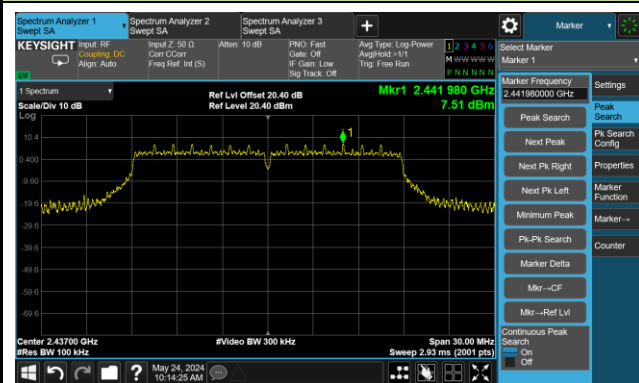 Spectrum Analyzer 1
Swept SA
Spectrum Analyzer 2
Swept SA
Spectrum Analyzer 3
Swept SA
+
Marker
KEYSIGHT
Input: RF
Coupling: DC
Align: Auto
Input Z: 50 Ω
Corr CCorr
Freq Ref: Int (S)
Atten: 10 dB
PNO: Fast
Gate: Off
IF Gain: Low
Sig Track: Off
Avg Type: Log-Power
Avg|Hold:>1/1
Trig: Free Run
1 2 3 4 5 6
M W W W W W
P N N N N N
Select Marker
Marker 1
1 Spectrum
Scale/Div 10 dB
Log
Ref Lvl Offset 20.40 dB
Ref Level 20.40 dBm
Mkr1 2.441 980 GHz
7.51 dBm
10.4
0.400
-9.60
-19.6
-29.6
-39.6
-49.6
-59.6
-69.6
1
Center 2.43700 GHz
#Res BW 100 kHz
#Video BW 300 kHz
Span 30.00 MHz
Sweep 2.93 ms (2001 pts)
Marker Frequency
2.441980000 GHz
Peak Search
Next Peak
Next Pk Right
Next Pk Left
Minimum Peak
Pk-Pk Search
Marker Delta
Mkr→CF
Mkr→Ref Lvl
Continuous Peak
Search
On
Off
Settings
Peak
Search
Pk Search
Config
Properties
Marker
Function
Marker→
Counter
?
May 24, 2024
10:14:25 AM